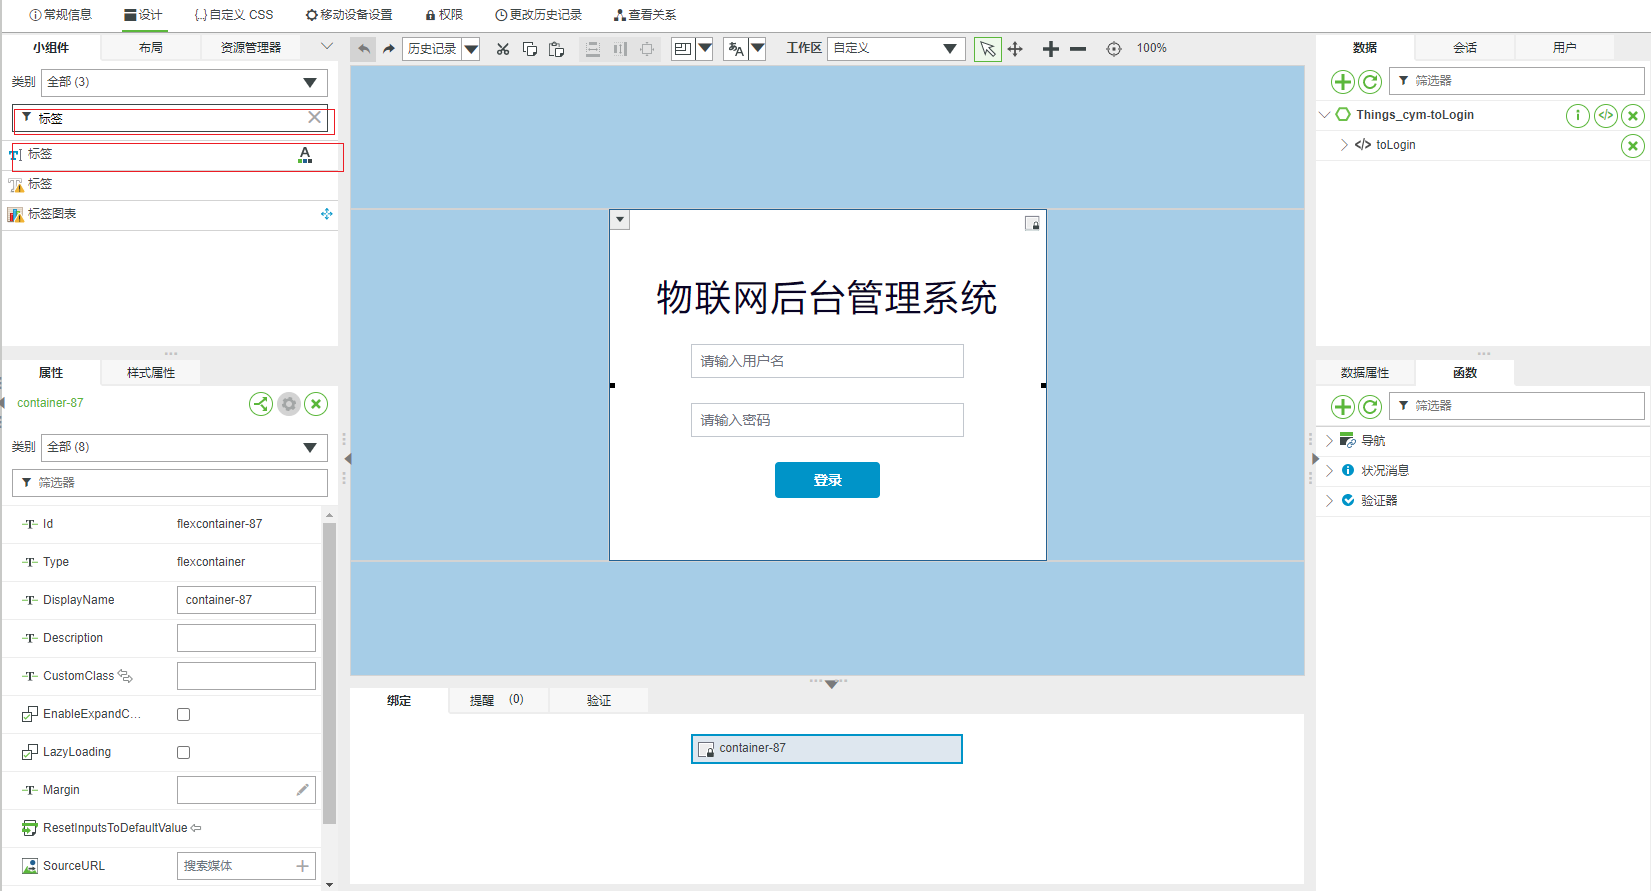 常规信息
设计
{..}自定义 CSS
移动设备设置
权限
更改历史记录
查看关系
小组件
布局
资源管理器
类别
全部 (3)
标签
标签
标签
标签图表
历史记录
工作区
自定义
100%
物联网后台管理系统
请输入用户名
请输入密码
登录
数据
会话
用户
筛选器
Things_cym-toLogin
toLogin
数据属性
函数
筛选器
导航
状况消息
验证器
属性
样式属性
container-87
类别
全部 (8)
筛选器
Id
flexcontainer-87
Type
flexcontainer
DisplayName
container-87
Description
CustomClass
EnableExpandC...
LazyLoading
Margin
ResetInputsToDefaultValue
SourceURL
搜索媒体
绑定
提醒 (0)
验证
container-87